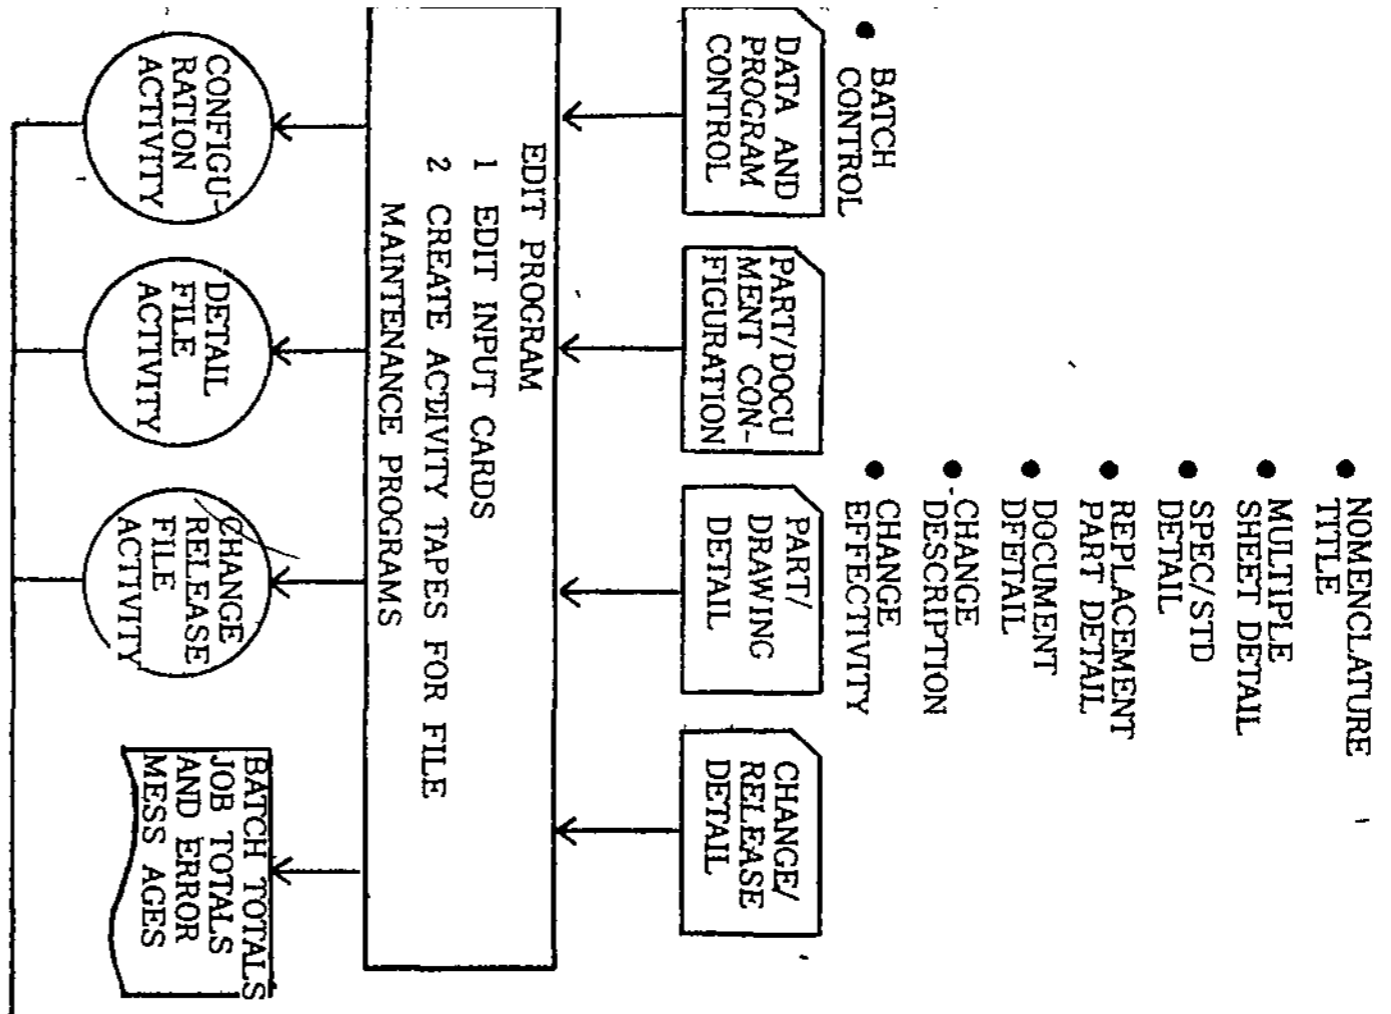 ● BATCH
CONTROL
● NOMENCLATURE
TITLE
● MULTIPLE
SHEET DETAIL
● SPEC/STD
DETAIL
● REPLACEMENT
PART DETAIL
● DOCUMENT
DFETAIL
● CHANGE
DESCRIPTION
● CHANGE
EFFECTIVITY
DATA AND
PROGRAM
CONTROL
PART/DOCU
MENT CON-
FIGURATION
PART/
DRAWING
DETAIL
CHANGE/
RELEASE
DETAIL
EDIT PROGRAM
1 EDIT INPUT CARDS
2 CREATE ACEIVITY TAPES FOR FILE
MAINTENANCE PROGRAMS
CONFIGU-
RATION
ACTIVITY
DETAIL
FILE
ACTIVITY
CHANGE
RELEASE
FILE
ACTIVITY
BATCH TOTALS
JOB TOTALS
AND ERROR
MESS AGES